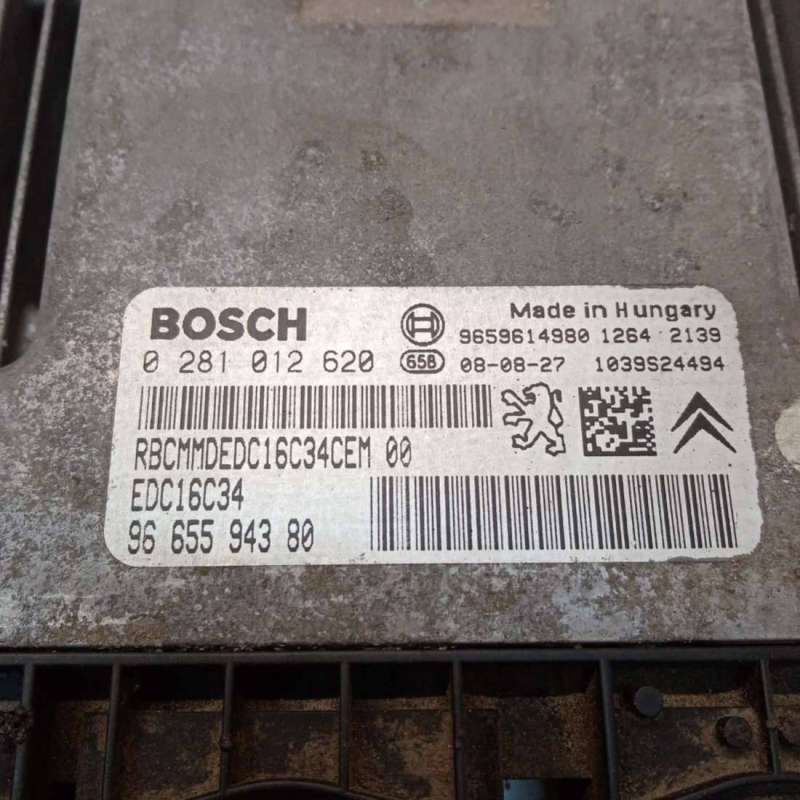 BOSCH
Made in Hungary
9659614980 1264 2139
0 281 012 620
658 08-08-27 1039S24494
RBCMMDEDC16C34CEM 00
EDC16C34
96 655 943 80